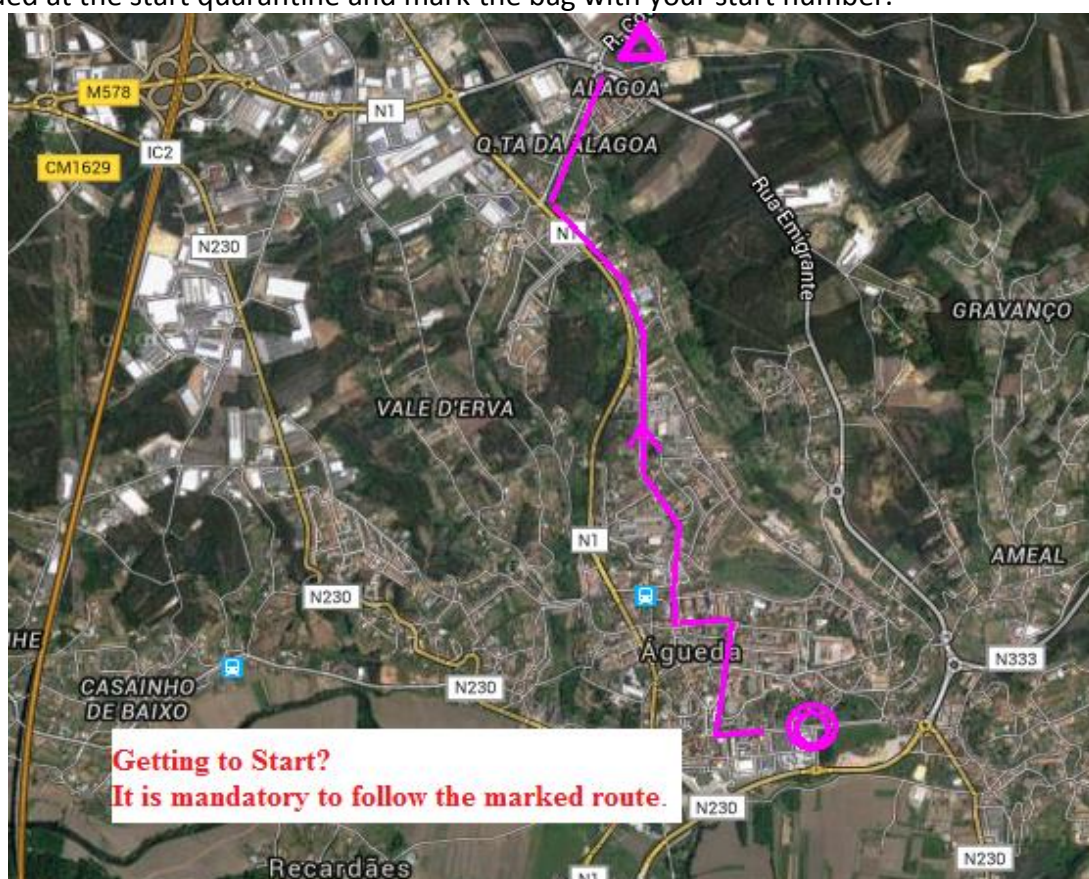 ed at the start quarantine and mark the bag with your start number.
R. Co
M578
ALAGOA
N1
Q.TA DA ALAGOA
IC2
CM1629
Rua Emigrante
N1
N230
GRAVANÇO
VALE D'ERVA
N1
AMEAL
N230
Águeda
N333
N230
CASAINHO
DE BAIXO
Getting to Start?
It is mandatory to follow the marked route.
N230
N230
Recardães
N1